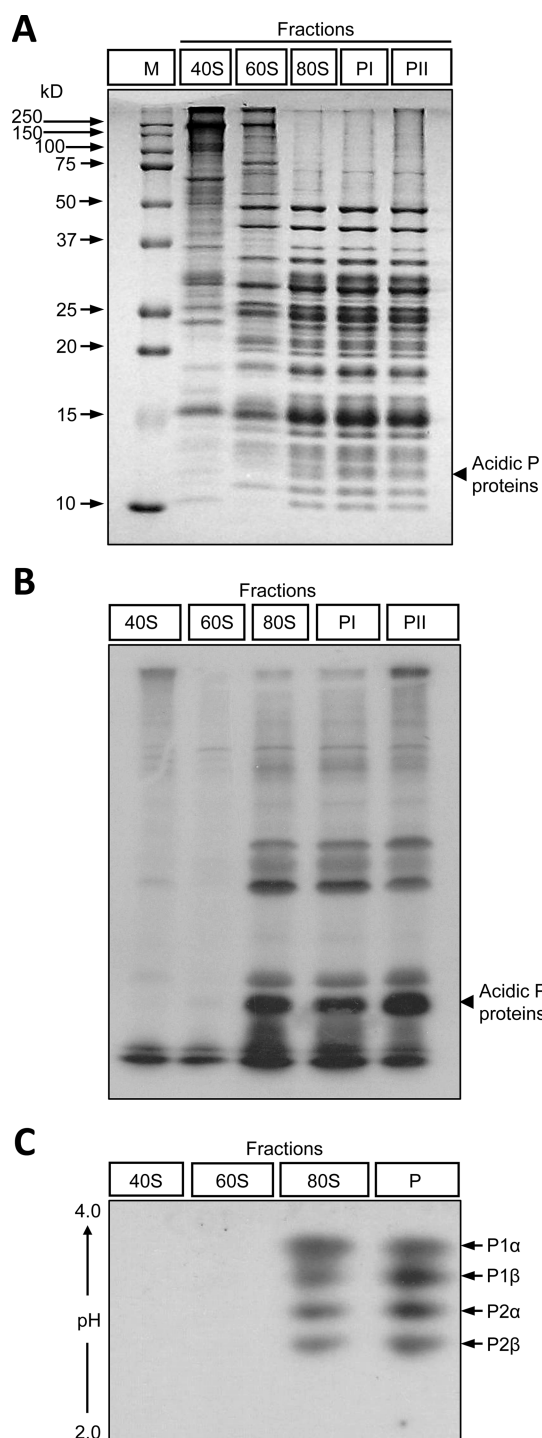 A
Fractions
M 40S 60S 80S PI PII
kD
250
150
100
75
50
37
25
20
15
10
Acidic P
proteins
B
Fractions
40S 60S 80S PI PII
Acidic P
proteins
C
Fractions
40S 60S 80S P
4.0
pH
2.0
P1α
P1β
P2α
P2β